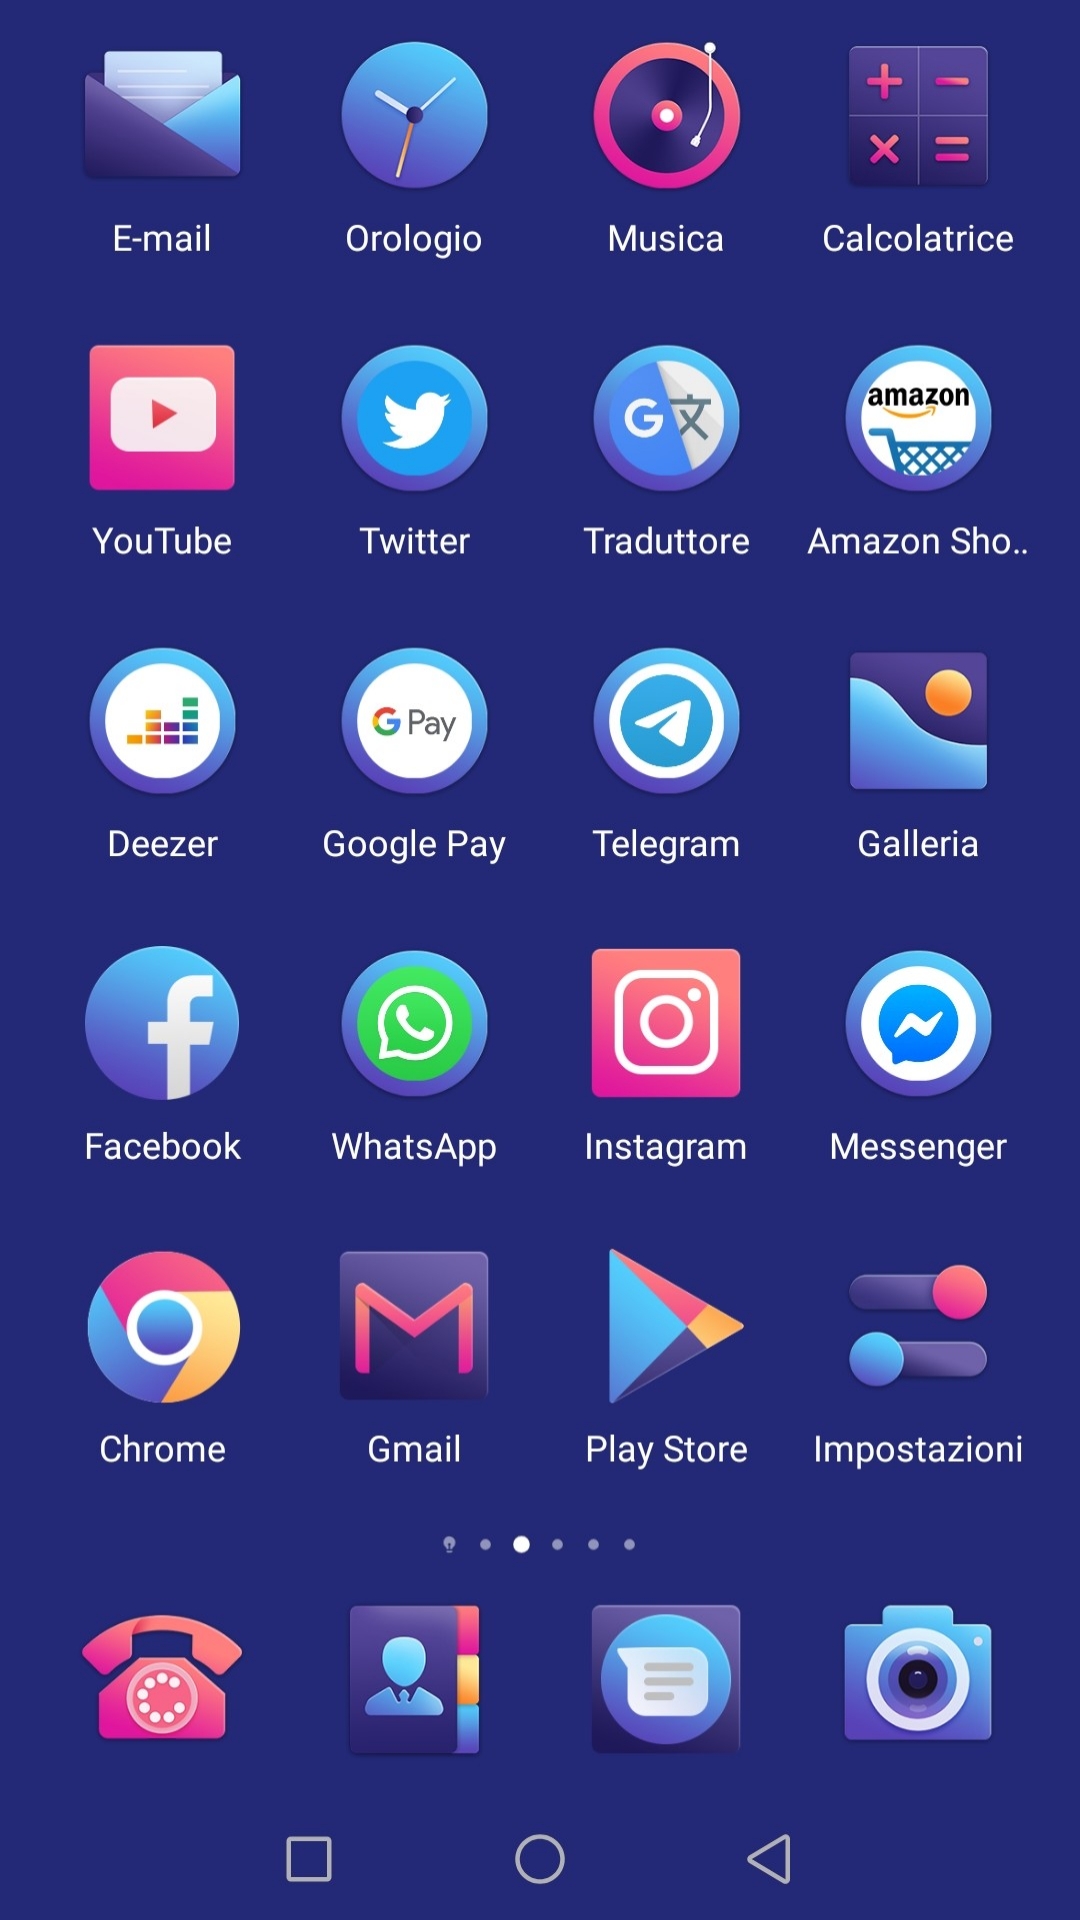 E-mail Orologio Musica Calcolatrice
amazon
YouTube Twitter Traduttore Amazon Sho..
G Pay
Deezer Google Pay Telegram Galleria
Facebook WhatsApp Instagram Messenger
Chrome Gmail Play Store Impostazioni